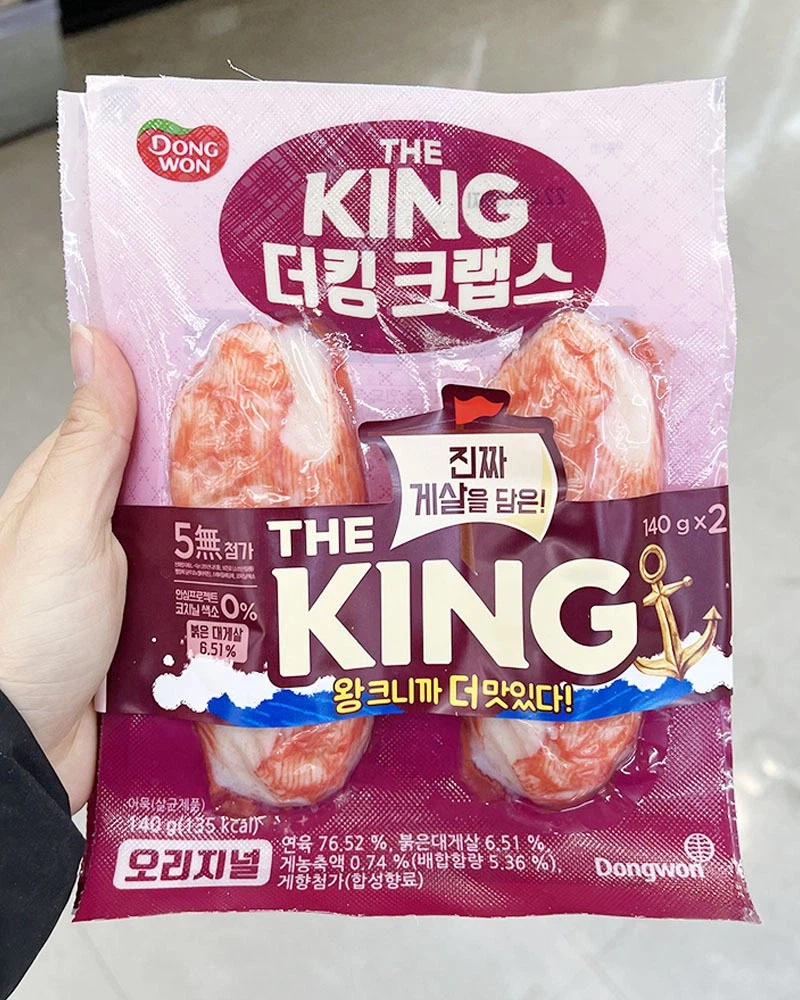 DONG
WON
THE
KING
더킹 크랩스
진짜
게살을 담은!
140 g×2
5無 첨가
THE
KING
안심프로젝트
코치닐 색소 0%
붉은 대게살
6.51%
왕 크니까 더 맛있다!
어묵(살균제품)
140 g(135 kcal)
오리지널
연육 76.52 %, 붉은대게살 6.51 %,
게농축액 0.74 %(배합함량 5.36 %),
게향첨가(합성향료)
Dongwon